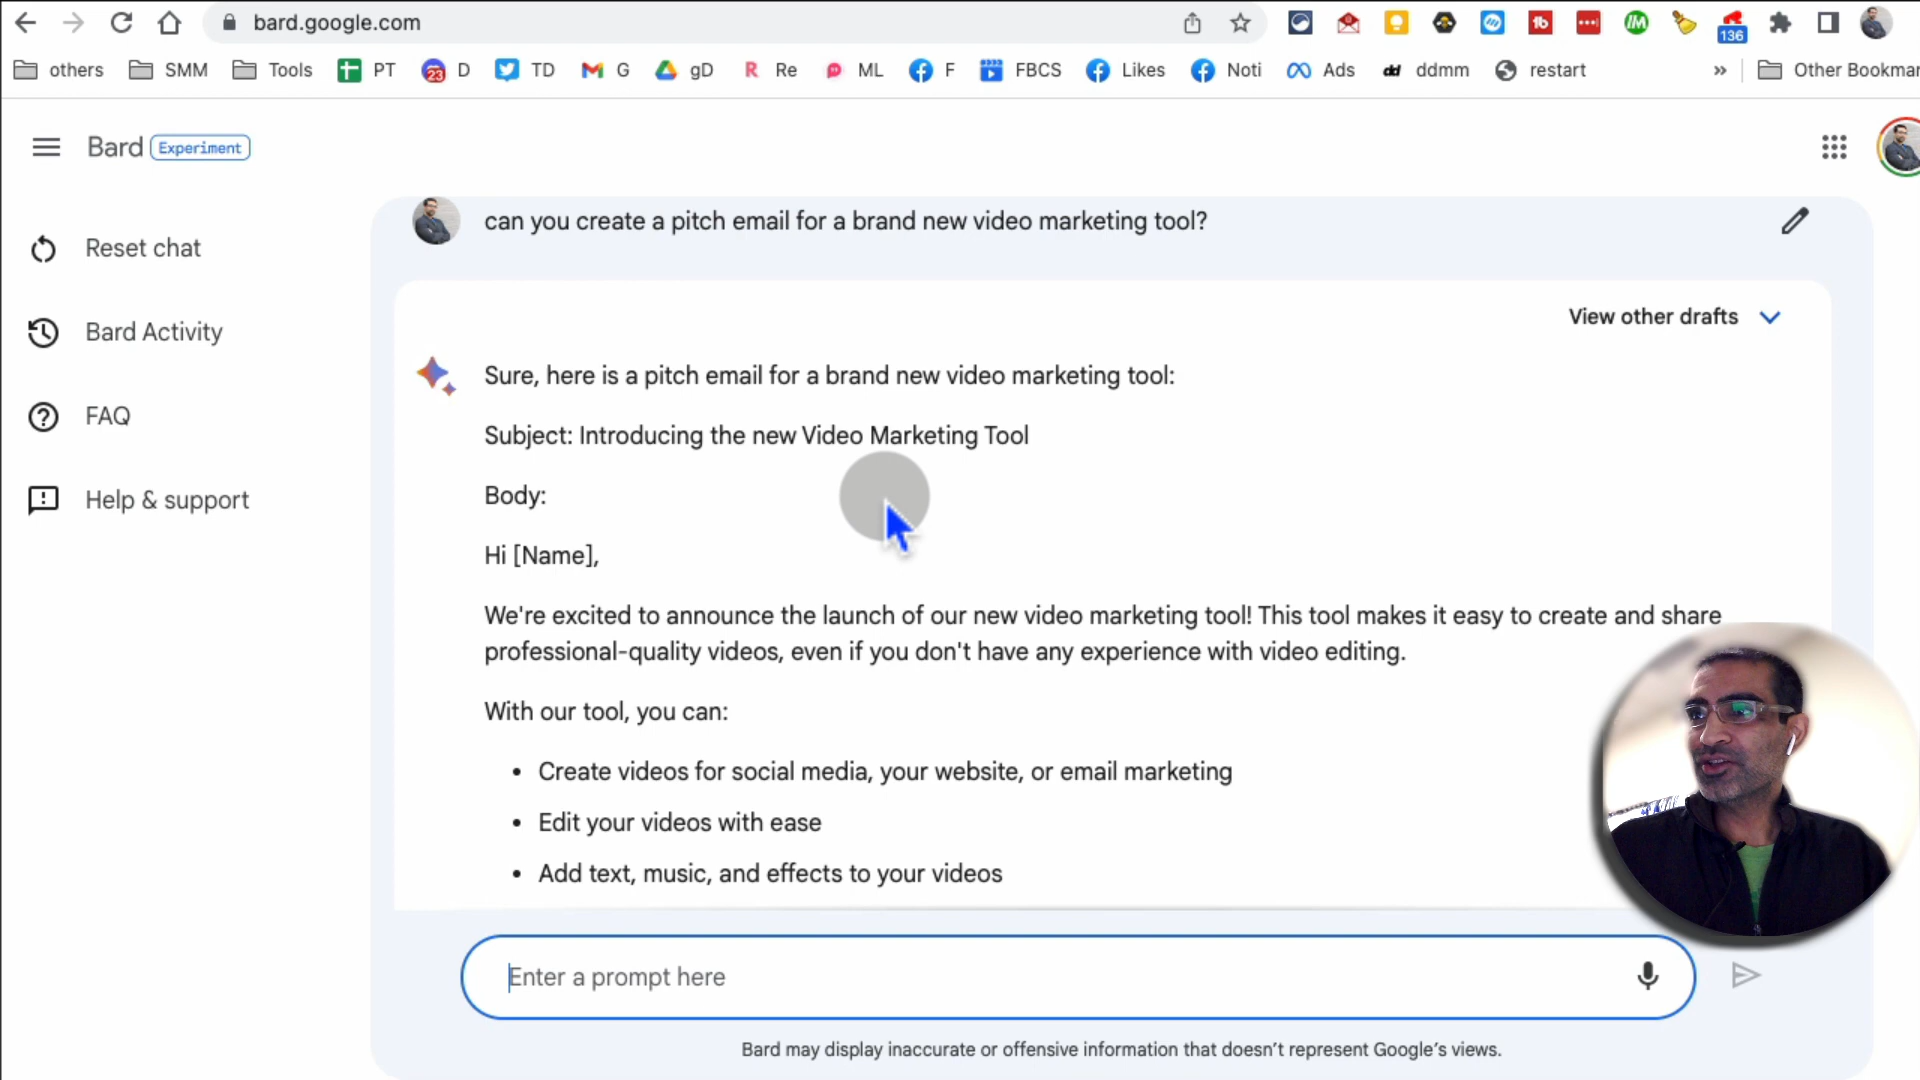 bard.google.com
136
others SMM Tools PT 23 D TD G gD Re ML F FBCS Likes Noti Ads dd ddmm restart » Other Bookmar
Bard Experiment
Reset chat
Bard Activity
FAQ
Help & support
can you create a pitch email for a brand new video marketing tool?
View other drafts
Sure, here is a pitch email for a brand new video marketing tool:
Subject: Introducing the new Video Marketing Tool
Body:
Hi [Name],
We're excited to announce the launch of our new video marketing tool! This tool makes it easy to create and share
professional-quality videos, even if you don't have any experience with video editing.
With our tool, you can:
• Create videos for social media, your website, or email marketing
• Edit your videos with ease
• Add text, music, and effects to your videos
Enter a prompt here
Bard may display inaccurate or offensive information that doesn't represent Google's views.